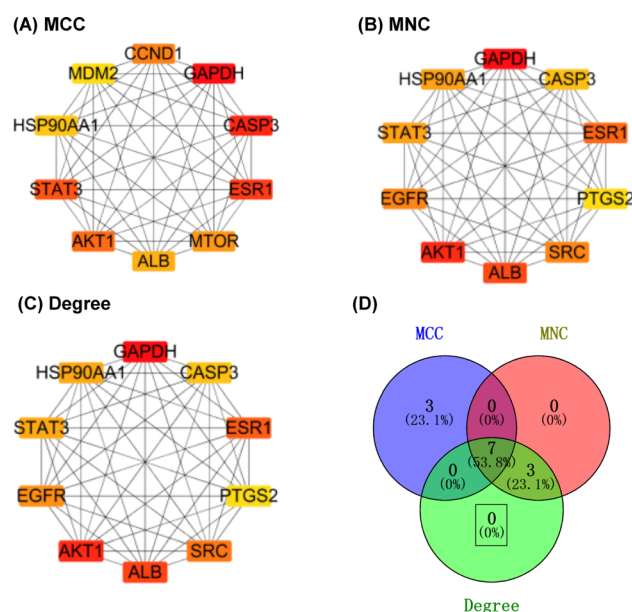 (A) MCC
CCND1
MDM2
GAPDH
HSP90AA1
CASP3
STAT3
ESR1
AKT1
MTOR
ALB
(B) MNC
GAPDH
HSP90AA1
CASP3
STAT3
ESR1
EGFR
PTGS2
AKT1
SRC
ALB
(C) Degree
GAPDH
HSP90AA1
CASP3
STAT3
ESR1
EGFR
PTGS2
AKT1
SRC
ALB
(D)
MCC
MNC
3
(23.1%)
0
(0%)
0
(0%)
7
(53.8%)
0
(0%)
3
(23.1%)
0
(0%)
Degree